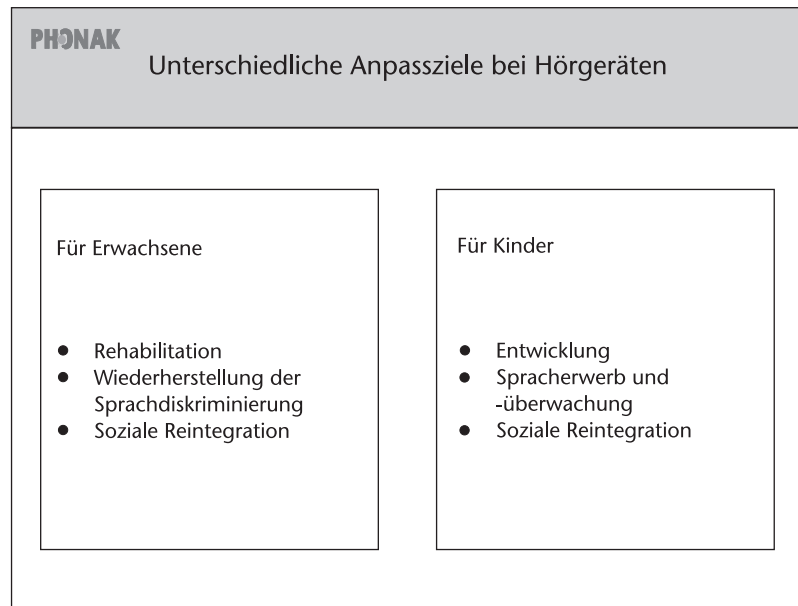 PHONAK
Unterschiedliche Anpassziele bei Hörgeräten
Für Erwachsene
● Rehabilitation
● Wiederherstellung der
Sprachdiskriminierung
● Soziale Reintegration
Für Kinder
● Entwicklung
● Spracherwerb und
-überwachung
● Soziale Reintegration